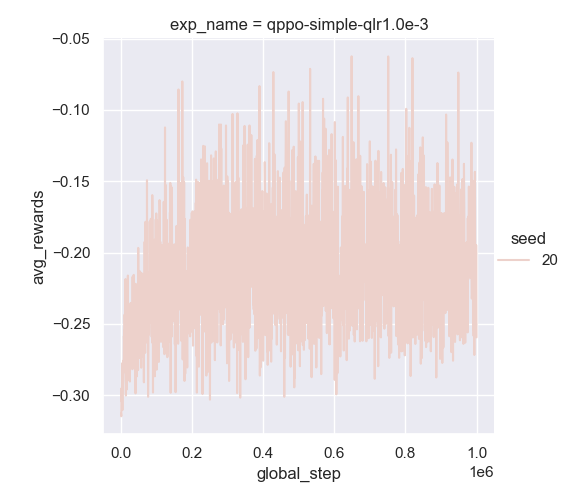 exp_name = qppo-simple-qlr1.0e-3
−0.05
−0.10
−0.15
−0.20
−0.25
−0.30
avg_rewards
0.0 0.2 0.4 0.6 0.8 1.0
1e6
global_step
seed
20